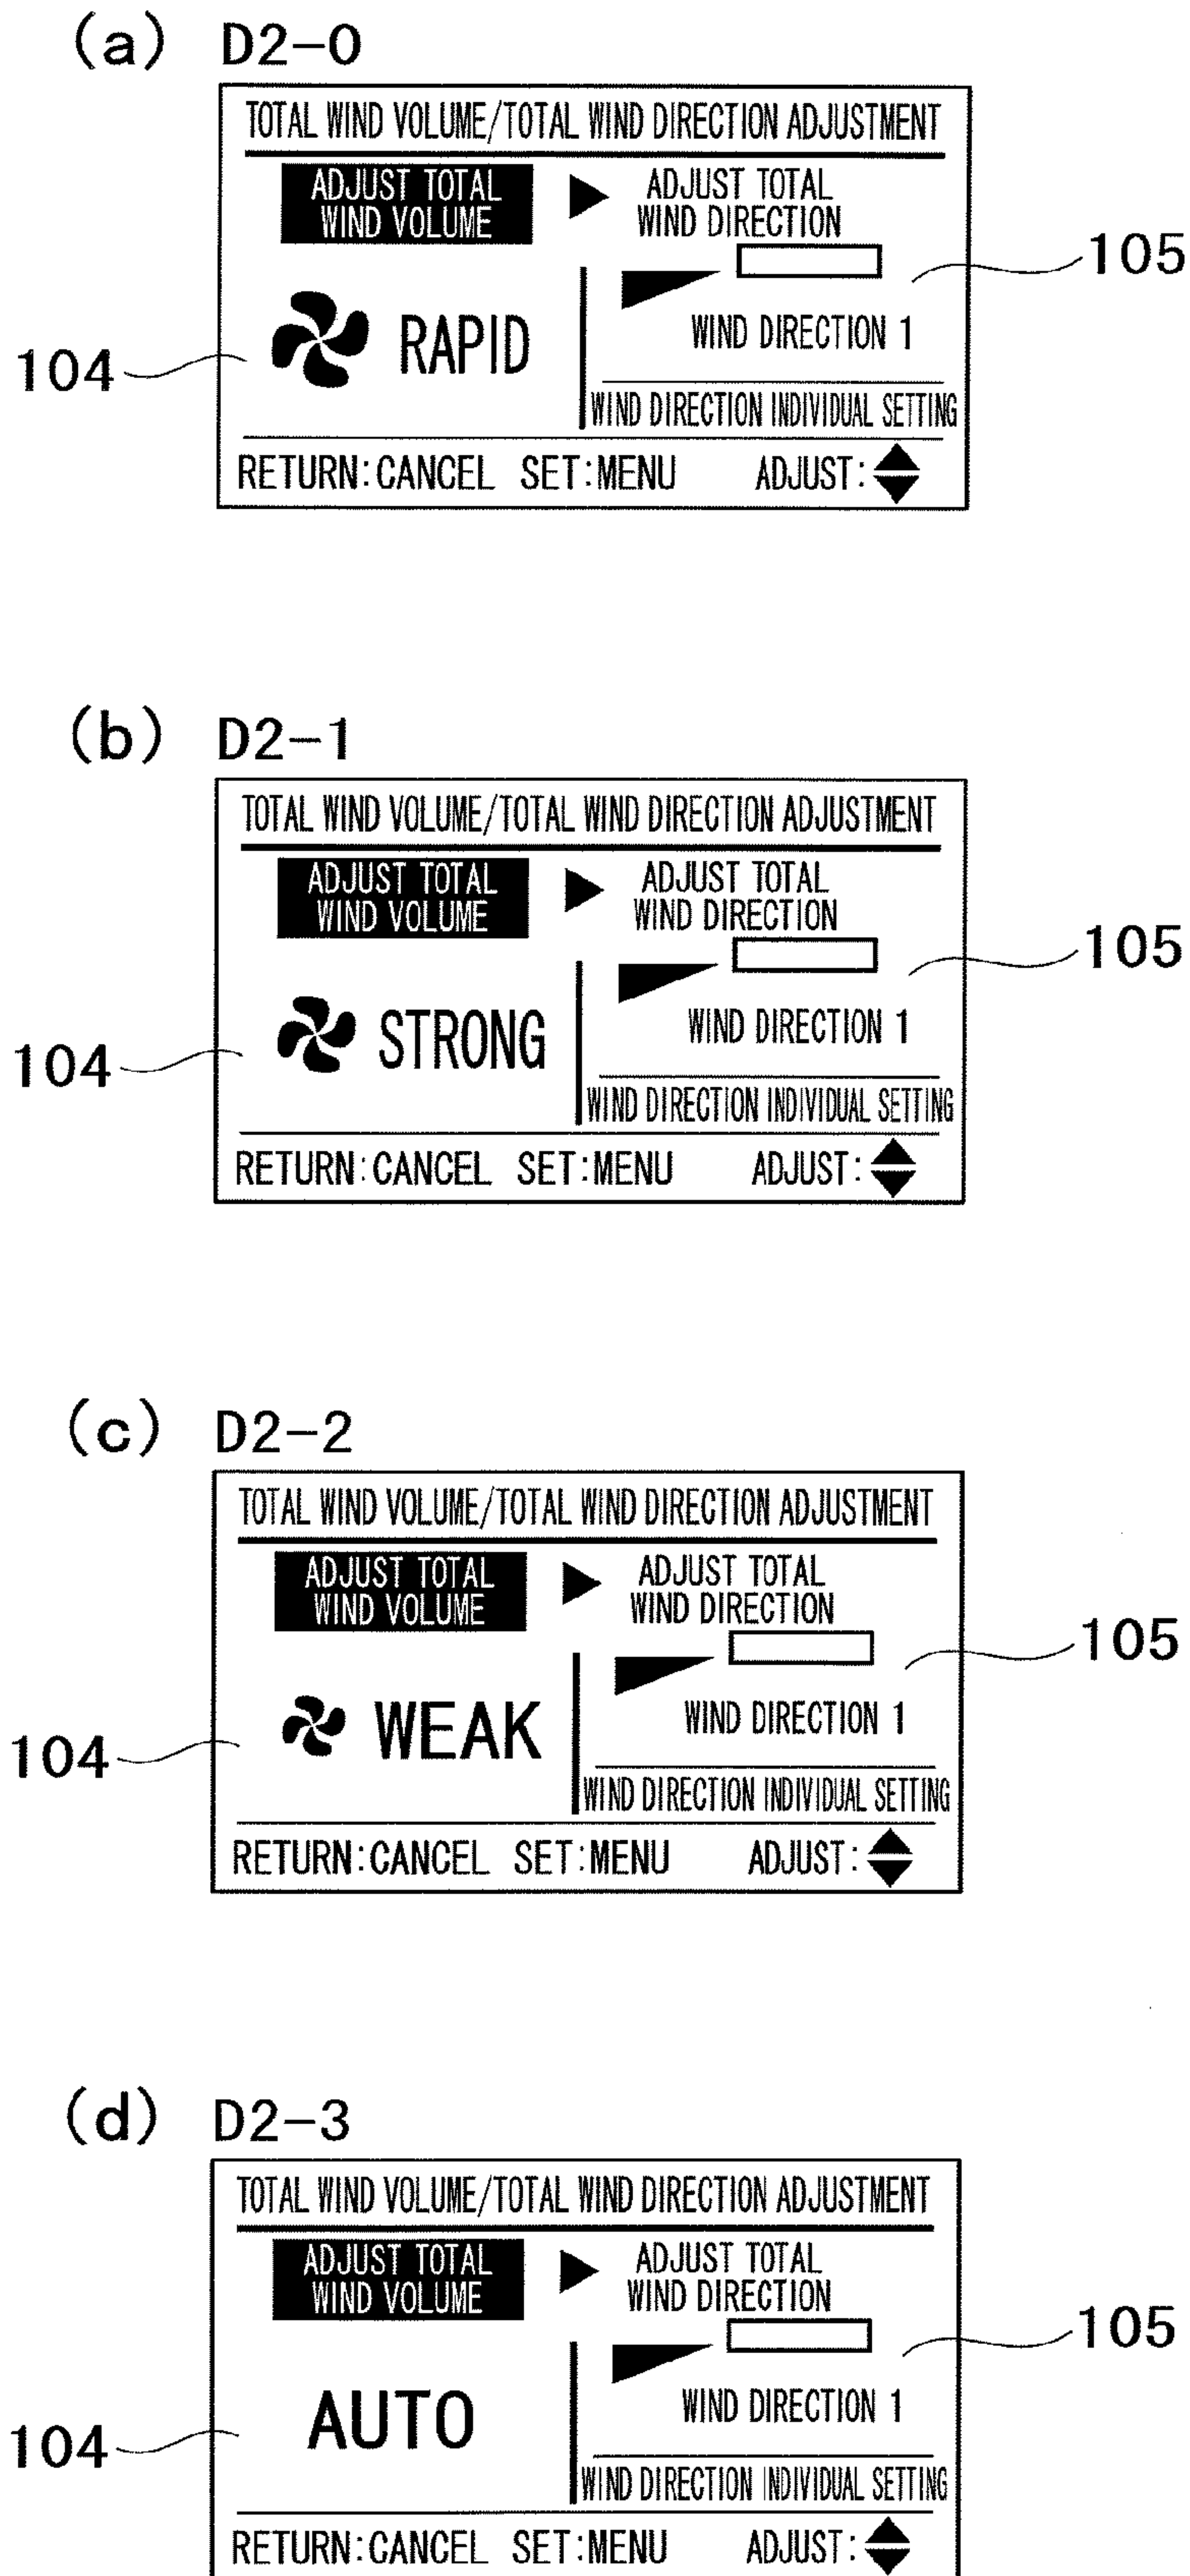 (a) D2-0
TOTAL WIND VOLUME/TOTAL WIND DIRECTION ADJUSTMENT
ADJUST TOTAL
WIND VOLUME
ADJUST TOTAL
WIND DIRECTION
105
104
RAPID
WIND DIRECTION 1
WIND DIRECTION INDIVIDUAL SETTING
RETURN:CANCEL SET:MENU ADJUST:
(b) D2-1
TOTAL WIND VOLUME/TOTAL WIND DIRECTION ADJUSTMENT
ADJUST TOTAL
WIND VOLUME
ADJUST TOTAL
WIND DIRECTION
105
104
STRONG
WIND DIRECTION 1
WIND DIRECTION INDIVIDUAL SETTING
RETURN:CANCEL SET:MENU ADJUST:
(c) D2-2
TOTAL WIND VOLUME/TOTAL WIND DIRECTION ADJUSTMENT
ADJUST TOTAL
WIND VOLUME
ADJUST TOTAL
WIND DIRECTION
105
104
WEAK
WIND DIRECTION 1
WIND DIRECTION INDIVIDUAL SETTING
RETURN:CANCEL SET:MENU ADJUST:
(d) D2-3
TOTAL WIND VOLUME/TOTAL WIND DIRECTION ADJUSTMENT
ADJUST TOTAL
WIND VOLUME
ADJUST TOTAL
WIND DIRECTION
105
104
AUTO
WIND DIRECTION 1
WIND DIRECTION INDIVIDUAL SETTING
RETURN:CANCEL SET:MENU ADJUST: